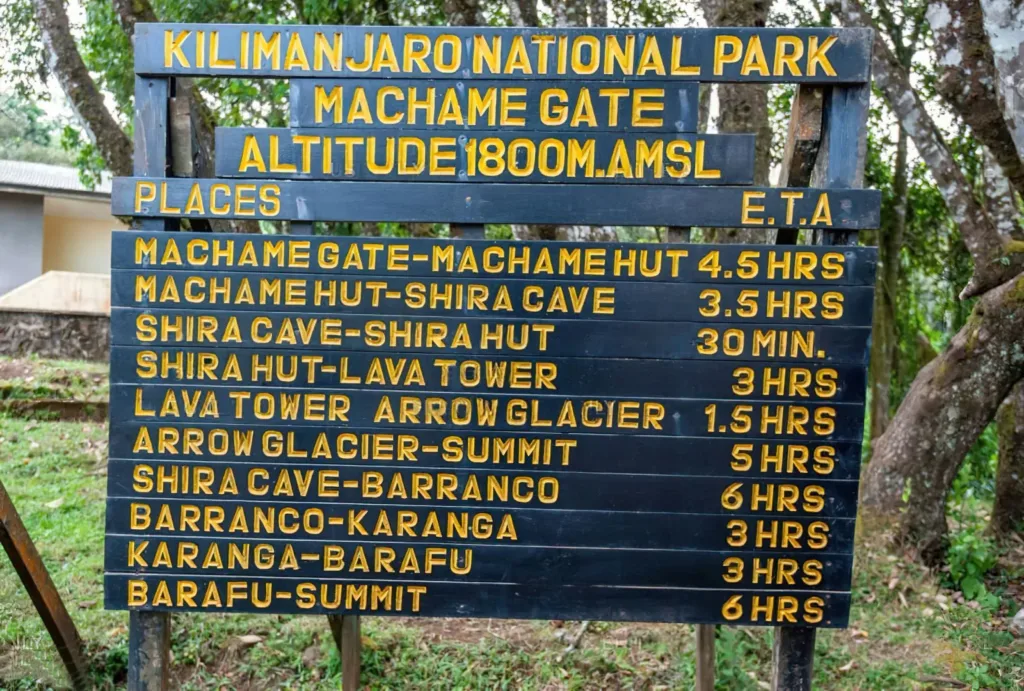 KILIMANJARO NATIONAL PARK
MACHAME GATE
ALTITUDE 1800M.AMSL
PLACES E.T.A
MACHAME GATE-MACHAME HUT 4.5 HRS
MACHAME HUT-SHIRA CAVE 3.5 HRS
SHIRA CAVE-SHIRA HUT 30 MIN.
SHIRA HUT-LAVA TOWER 3 HRS
LAVA TOWER ARROW GLACIER 1.5 HRS
ARROW GLACIER-SUMMIT 5 HRS
SHIRA CAVE-BARRANCO 6 HRS
BARRANCO-KARANGA 3 HRS
KARANGA-BARAFU 3 HRS
BARAFU-SUMMIT 6 HRS